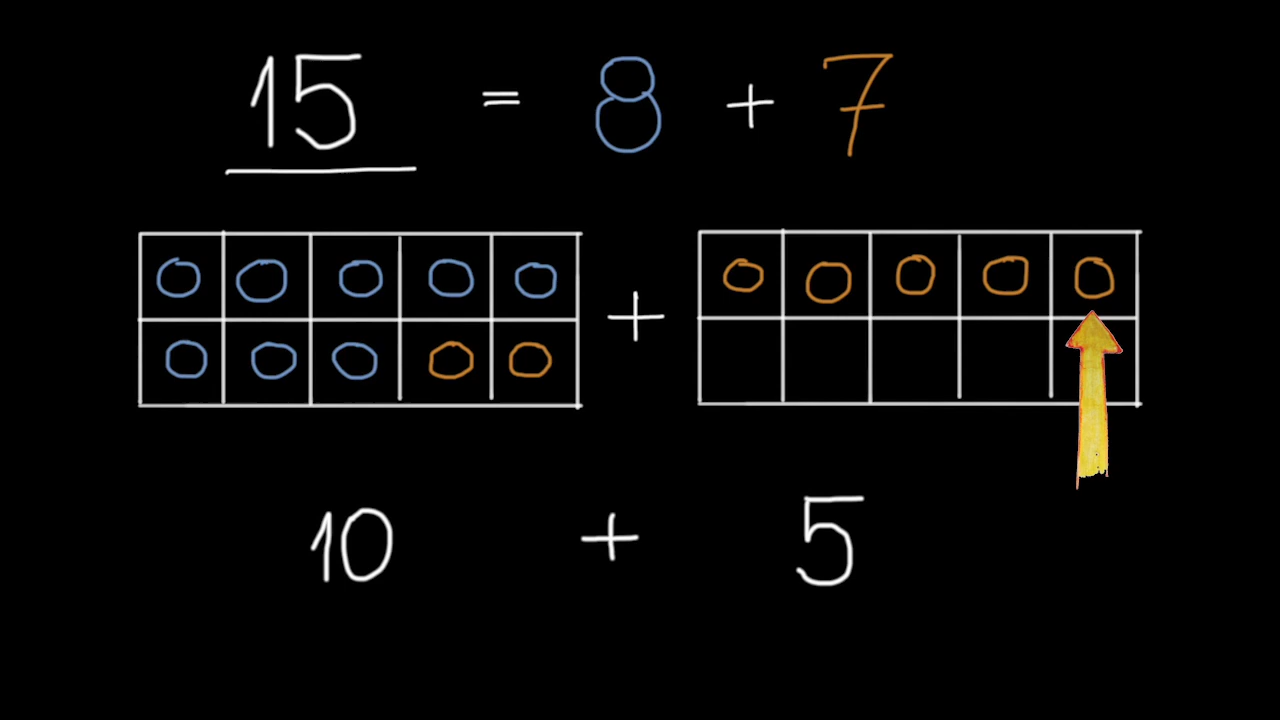 15 = 8 + 7
+
10 + 5